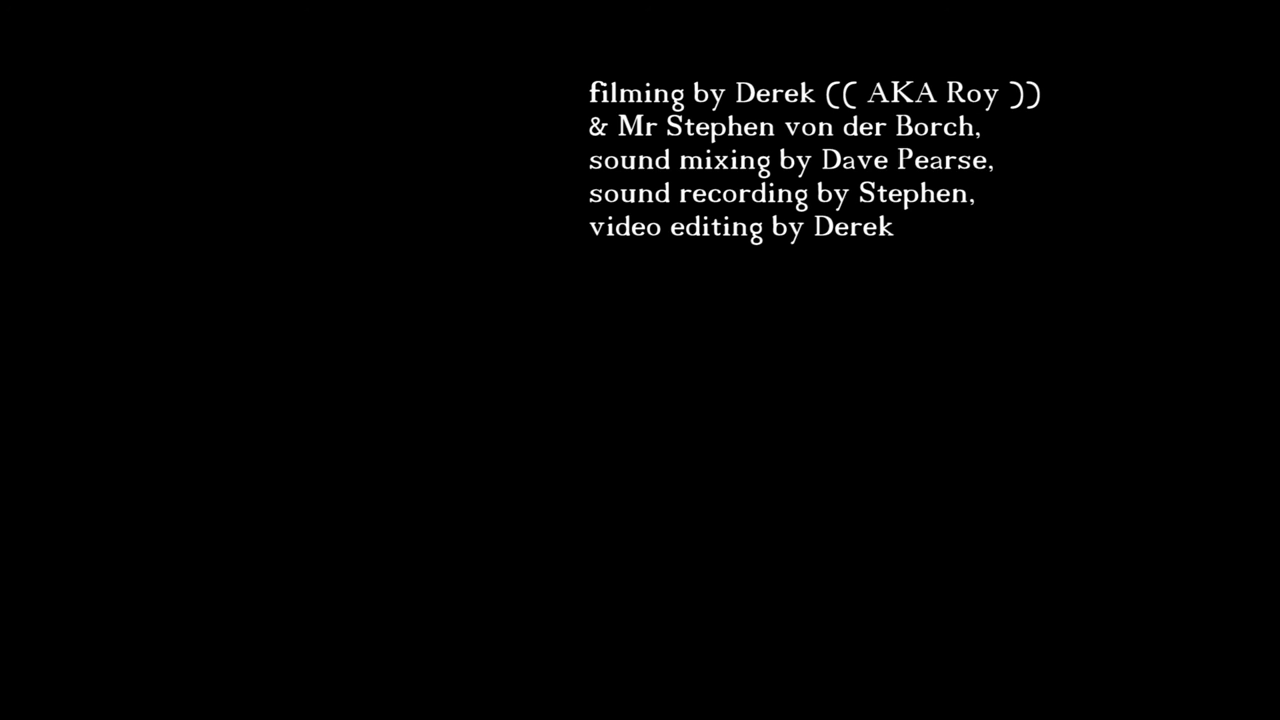 filming by Derek (( AKA Roy ))
& Mr Stephen von der Borch,
sound mixing by Dave Pearse,
sound recording by Stephen,
video editing by Derek